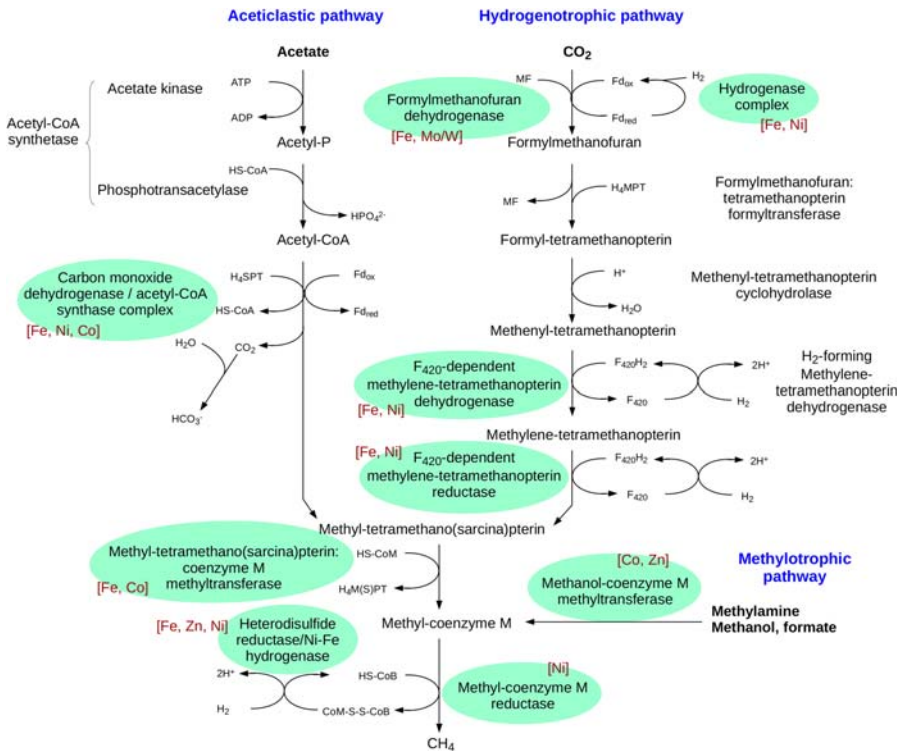 Aceticlastic pathway
Hydrogenotrophic pathway
Acetate
CO₂
Acetate kinase
ATP
ADP
Acetyl-CoA
synthetase
Acetyl-P
MF
Fdox
H₂
Fdred
Formylmethanofuran
dehydrogenase
[Fe, Mo/W]
Hydrogenase
complex
[Fe, Ni]
Formylmethanofuran
HS-CoA
Phosphotransacetylase
HPO₄²⁻
MF
H₄MPT
Formylmethanofuran:
tetramethanopterin
formyltransferase
Acetyl-CoA
Formyl-tetramethanopterin
Carbon monoxide
dehydrogenase / acetyl-CoA
synthase complex
[Fe, Ni, Co]
H₄SPT
Fdox
HS-CoA
Fdred
H⁺
H₂O
Methenyl-tetramethanopterin
cyclohydrolase
H₂O
CO₂
HCO₃⁻
Methenyl-tetramethanopterin
F₄₂₀-dependent
methylene-tetramethanopterin
dehydrogenase
[Fe, Ni]
F₄₂₀H₂
2H⁺
F₄₂₀
H₂
H₂-forming
Methylene-
tetramethanopterin
dehydrogenase
Methylene-tetramethanopterin
[Fe, Ni]
F₄₂₀-dependent
methylene-tetramethanopterin
reductase
F₄₂₀H₂
2H⁺
F₄₂₀
H₂
Methyl-tetramethano(sarcina)pterin
Methyl-tetramethano(sarcina)pterin:
coenzyme M
methyltransferase
[Fe, Co]
HS-CoM
H₄M(S)PT
[Co, Zn]
Methanol-coenzyme M
methyltransferase
Methylotrophic
pathway
Methylamine
Methanol, formate
Methyl-coenzyme M
[Fe, Zn, Ni]
Heterodisulfide
reductase/Ni-Fe
hydrogenase
2H⁺
H₂
HS-CoB
CoM-S-S-CoB
[Ni]
Methyl-coenzyme M
reductase
CH₄